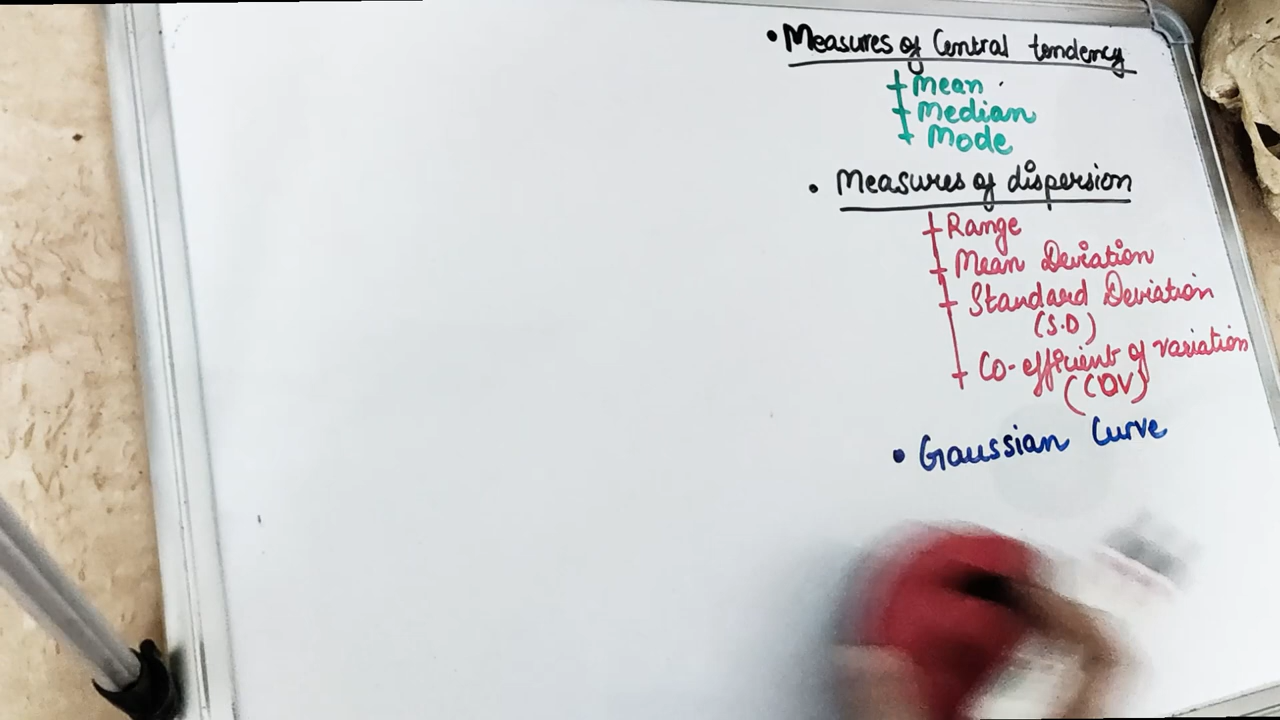 • Measures of Central tendency
Mean
Median
Mode
• Measures of dispersion
Range
Mean Deviation
Standard Deviation
(S.D)
Co-efficient of variation
(COV)
• Gaussian Curve